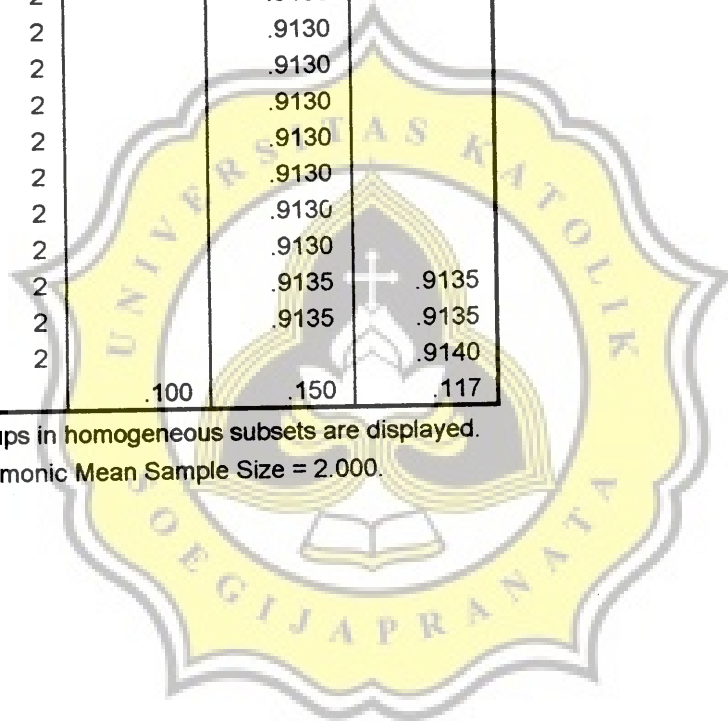 2 .9130
2 .9130
2 .9130
2 .9130
2 .9130
2 .9130
2 .9130
2 .9135 .9135
2 .9135 .9135
2 .9140
.100 .150 .117
in homogeneous subsets are displayed.
Mean Sample Size = 2.000.
UNIVERSITAS KATOLIK
SOEGIJAPRANATA